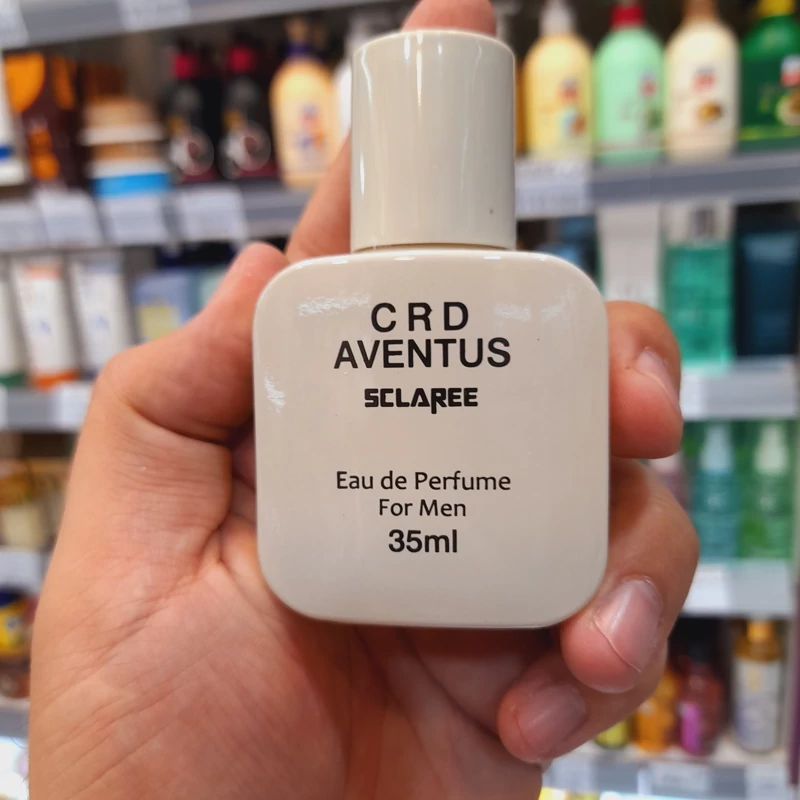 CRD
AVENTUS
SCLAREE
Eau de Perfume
For Men
35ml